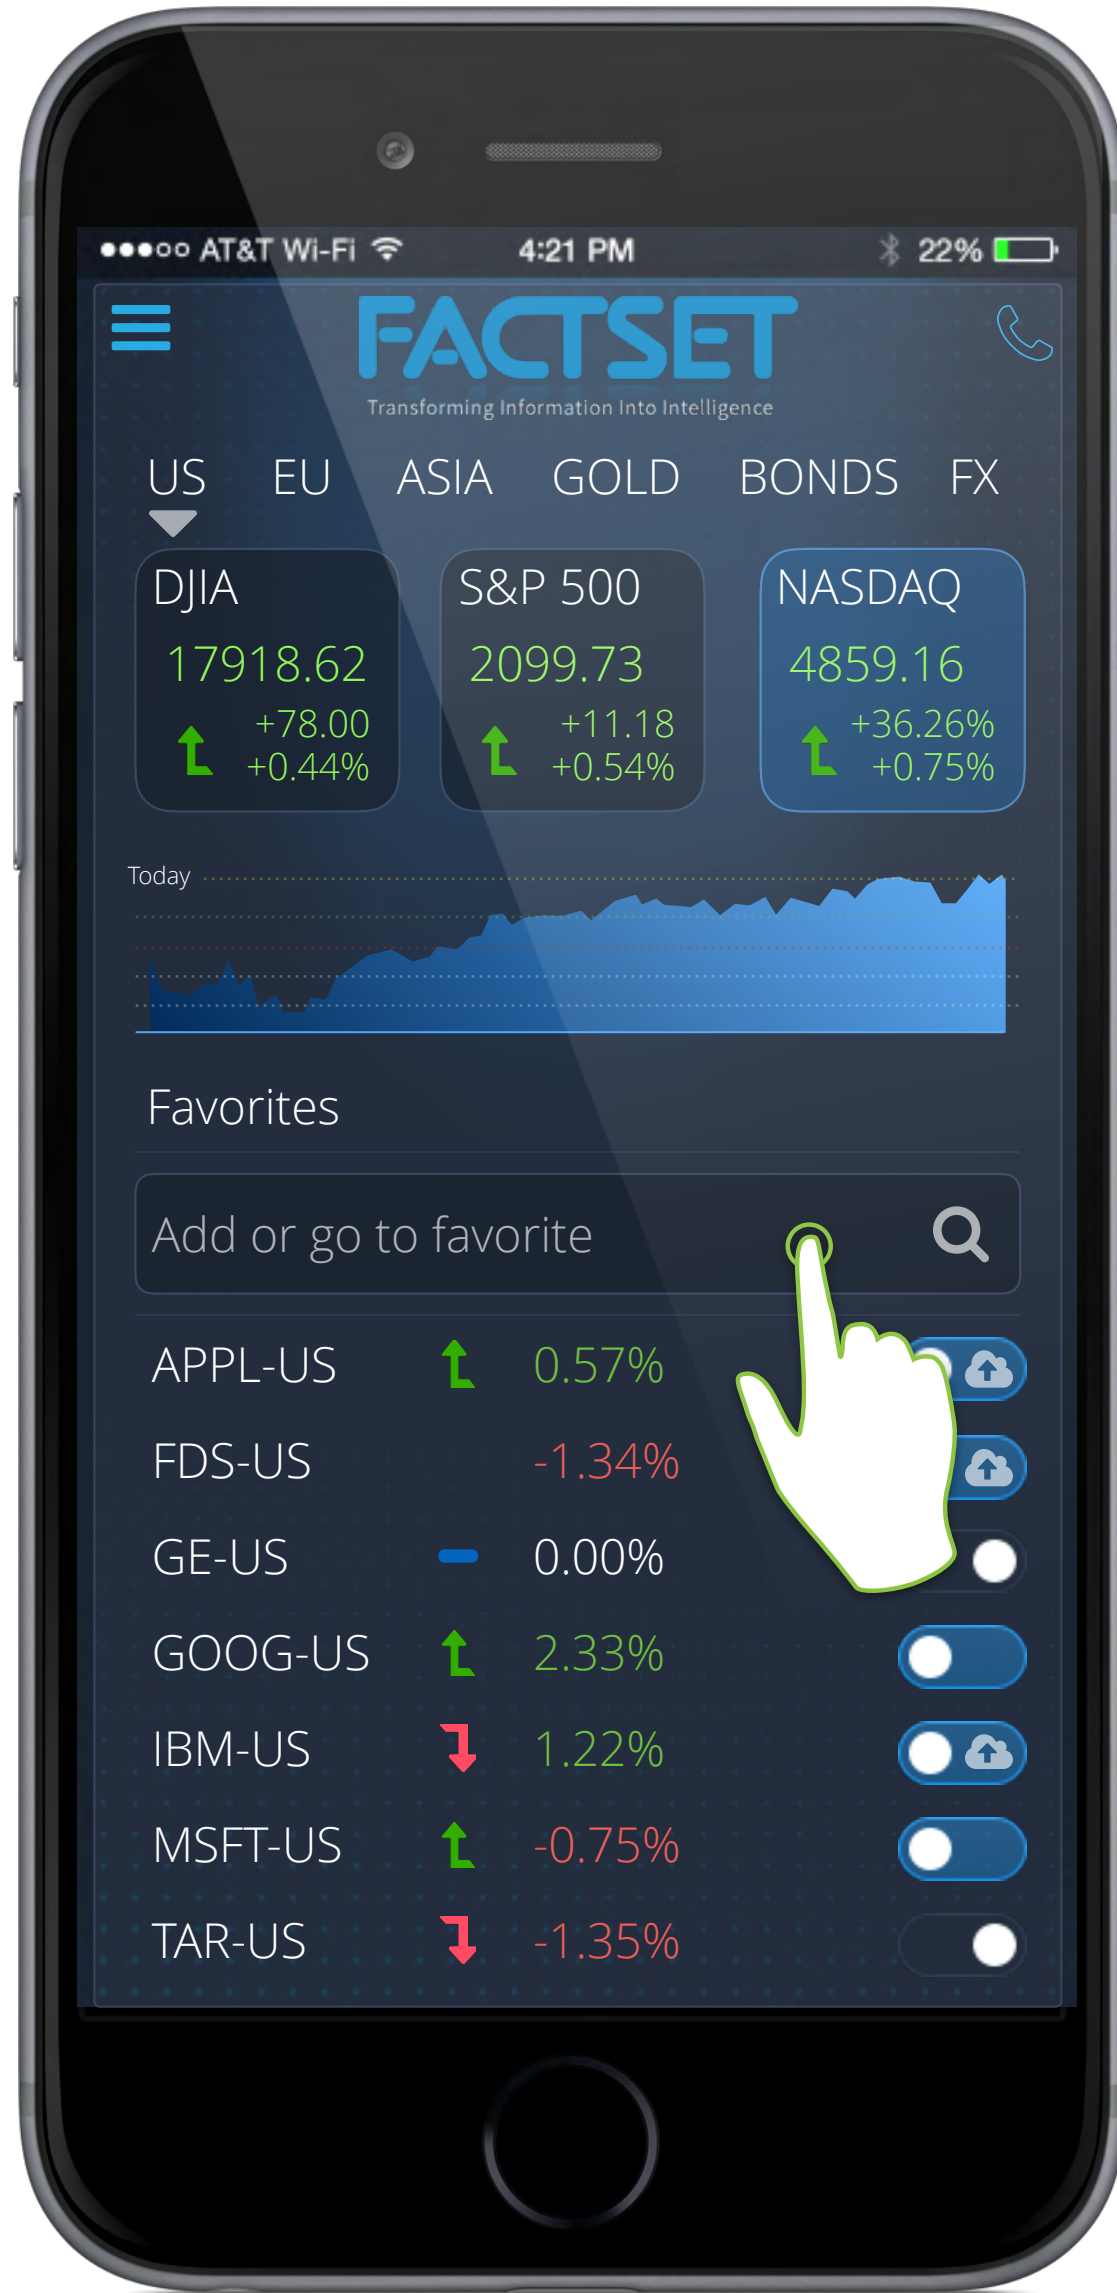 AT&T Wi-Fi 4:21 PM 22%
FACTSET
Transforming Information Into Intelligence
US EU ASIA GOLD BONDS FX
DJIA
17918.62
+78.00
+0.44%
S&P 500
2099.73
+11.18
+0.54%
NASDAQ
4859.16
+36.26%
+0.75%
Today
Favorites
Add or go to favorite
APPL-US 0.57%
FDS-US -1.34%
GE-US 0.00%
GOOG-US 2.33%
IBM-US 1.22%
MSFT-US -0.75%
TAR-US -1.35%